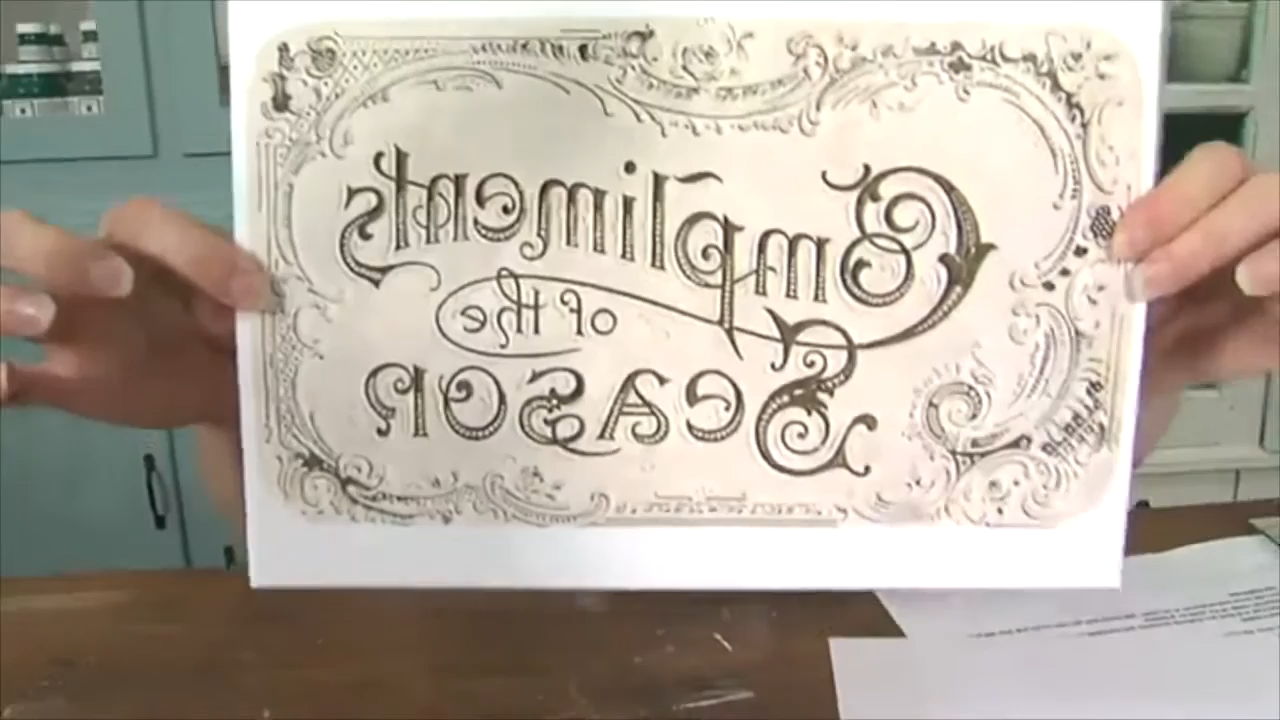 Compliments
of the
Season